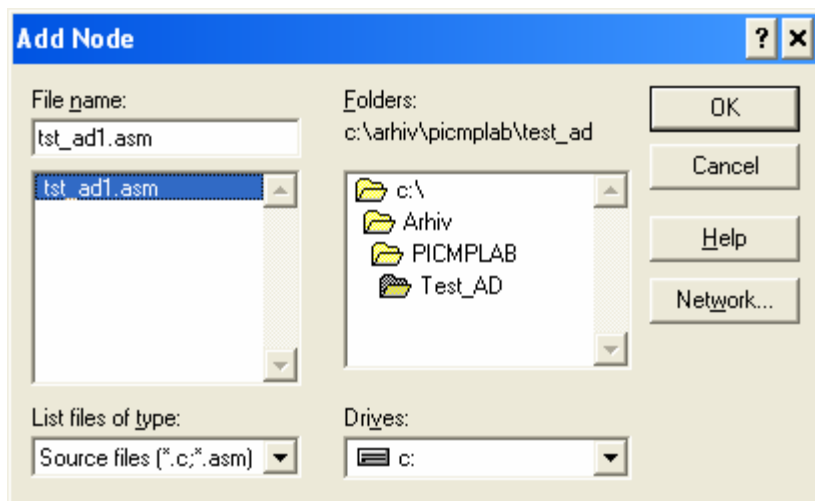 Add Node
File name:
tst_ad1.asm
tst_ad1.asm
List files of type:
Source files (*.c;*.asm)
Folders:
c:\arhiv\picmplab\test_ad
c:\
Arhiv
PICMPLAB
Test_AD
Drives:
c:
OK
Cancel
Help
Network...